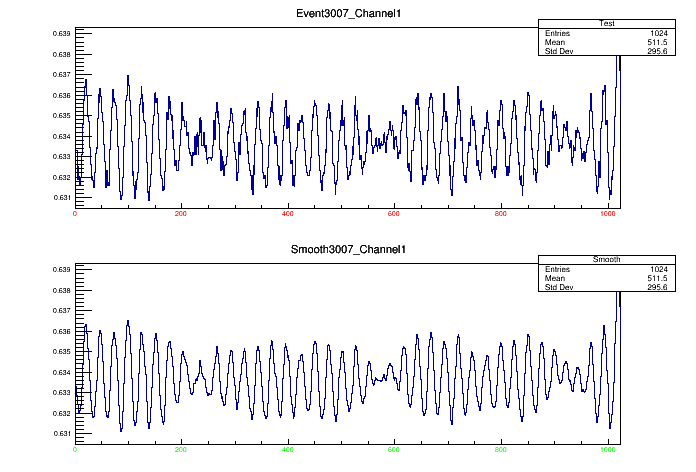 Event3007_Channel1
Test
Entries 1024
Mean 511.5
Std Dev 295.6
0.639
0.638
0.637
0.636
0.635
0.634
0.633
0.632
0.631
0 200 400 600 800 1000
Smooth3007_Channel1
Smooth
Entries 1024
Mean 511.5
Std Dev 295.6
0.639
0.638
0.637
0.636
0.635
0.634
0.633
0.632
0.631
0 200 400 600 800 1000